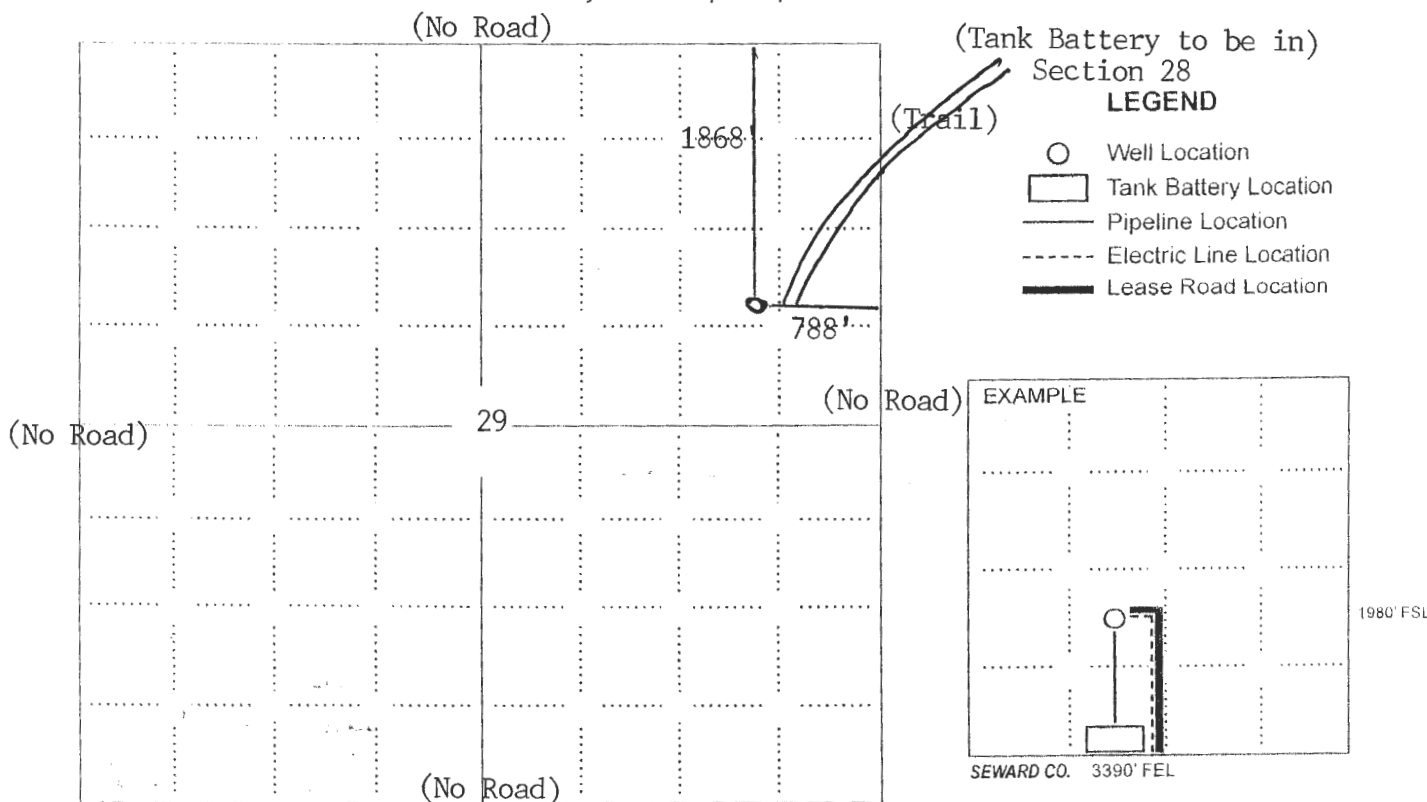 (No Road)
(Tank Battery to be in)
Section 28
LEGEND
(Trail)
1868'
Well Location
Tank Battery Location
Pipeline Location
Electric Line Location
Lease Road Location
788'
(No Road)
EXAMPLE
(No Road)
29
1980' FSL
(No Road)
SEWARD CO. 3390' FEL